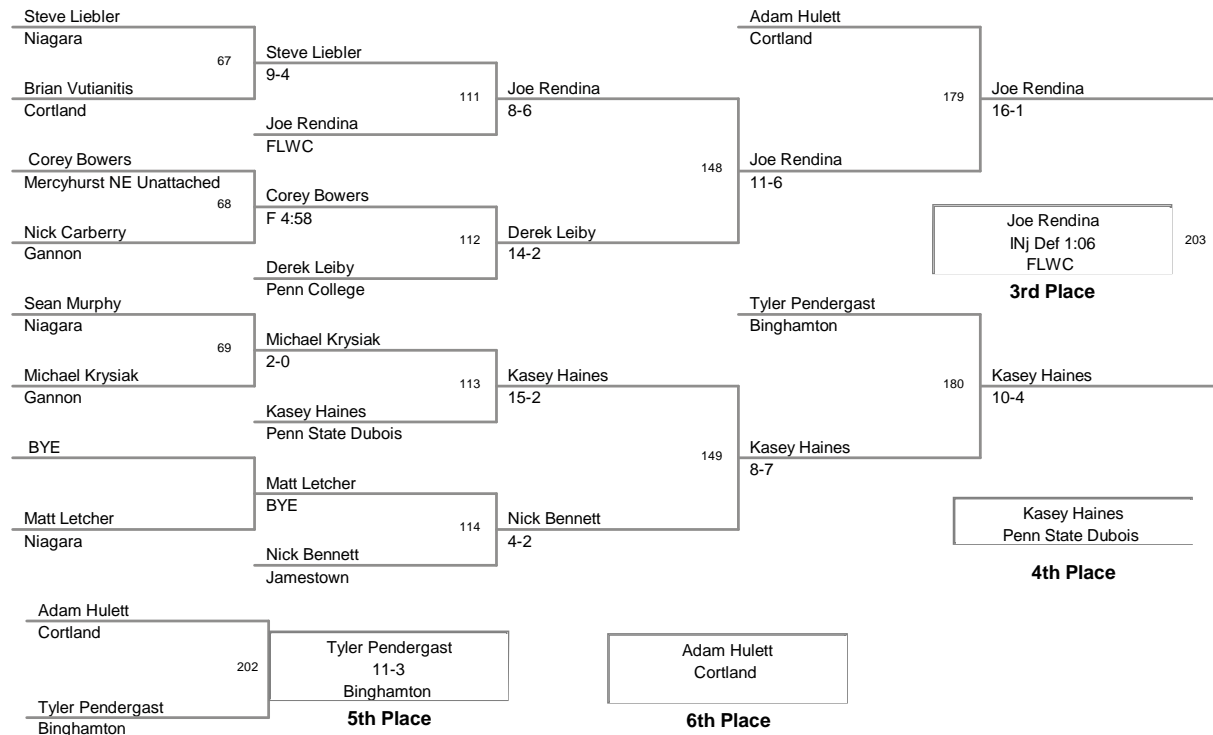 Steve Liebler
Niagara
67
Brian Vutianitis
Cortland
Corey Bowers
Mercyhurst NE Unattached
68
Nick Carberry
Gannon
Sean Murphy
Niagara
69
Michael Krysiak
Gannon
BYE
Matt Letcher
Niagara
Steve Liebler
9-4
111
Joe Rendina
FLWC
Corey Bowers
F 4:58
112
Derek Leiby
Penn College
Michael Krysiak
2-0
113
Kasey Haines
Penn State Dubois
Matt Letcher
BYE
114
Nick Bennett
Jamestown
Joe Rendina
8-6
148
Derek Leiby
14-2
Kasey Haines
15-2
149
Nick Bennett
4-2
Adam Hulett
Cortland
179
Joe Rendina
11-6
Tyler Pendergast
Binghamton
180
Kasey Haines
8-7
Joe Rendina
16-1
Joe Rendina
INj Def 1:06
FLWC
203
3rd Place
Kasey Haines
10-4
Kasey Haines
Penn State Dubois
4th Place
Adam Hulett
Cortland
202
Tyler Pendergast
Binghamton
Tyler Pendergast
11-3
Binghamton
5th Place
Adam Hulett
Cortland
6th Place